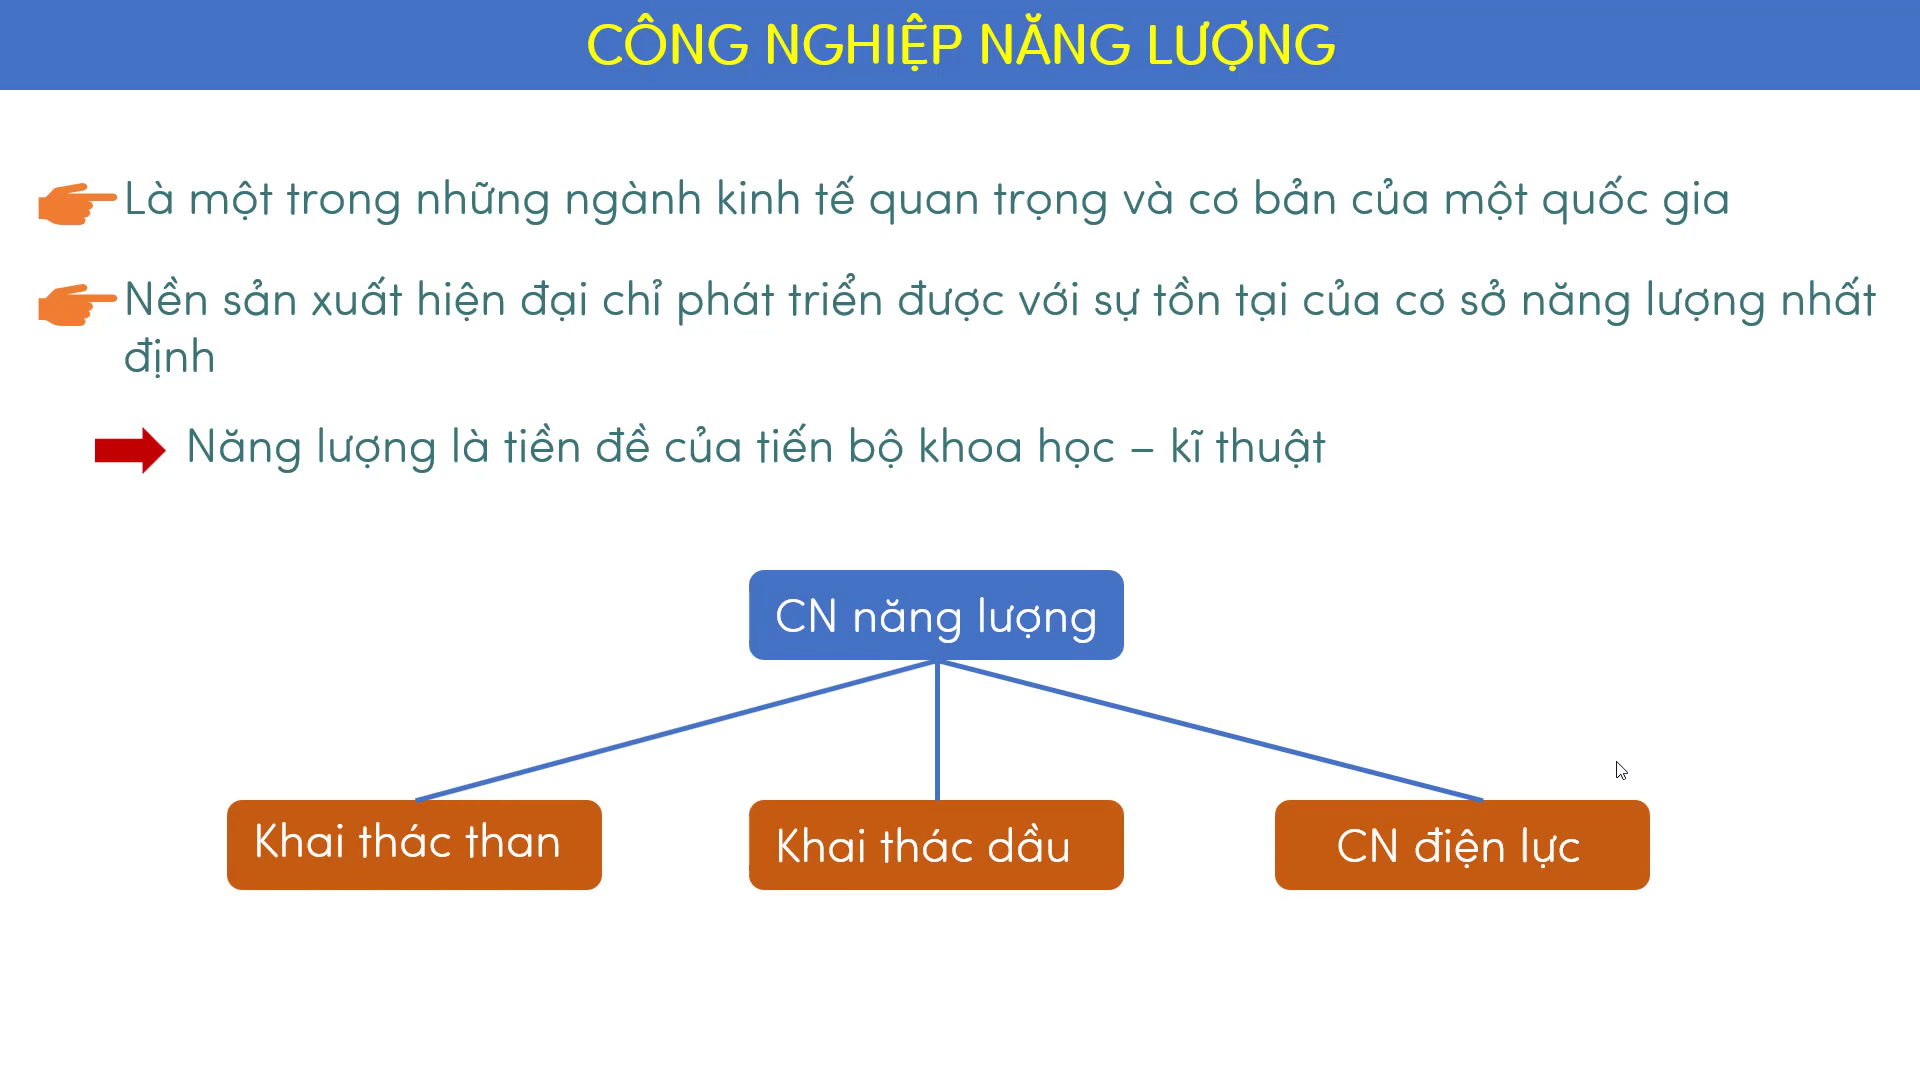 CÔNG NGHIỆP NĂNG LƯỢNG
Là một trong những ngành kinh tế quan trọng và cơ bản của một quốc gia
Nền sản xuất hiện đại chỉ phát triển được với sự tồn tại của cơ sở năng lượng nhất
định
Năng lượng là tiền đề của tiến bộ khoa học – kĩ thuật
CN năng lượng
Khai thác than
Khai thác dầu
CN điện lực